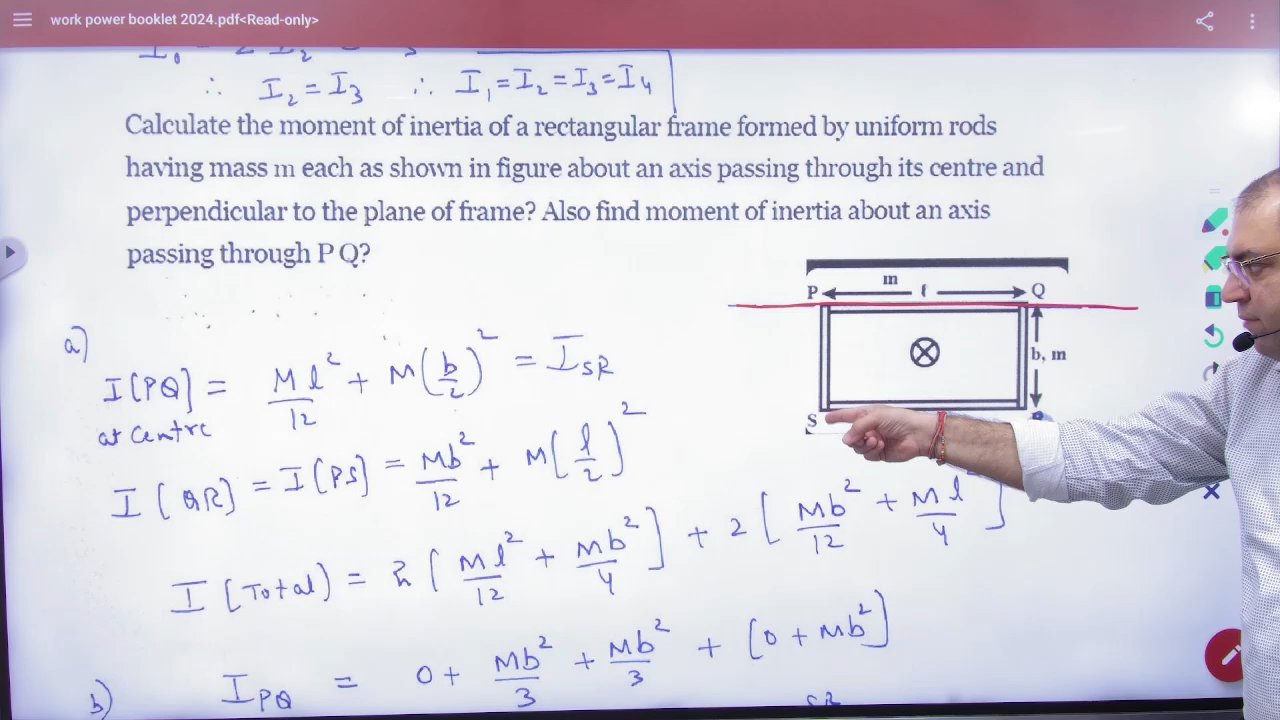 work power booklet 2024.pdf<Read-only>
∴ I₂ = I₃ ∴ I₁ = I₂ = I₃ = I₄
Calculate the moment of inertia of a rectangular frame formed by uniform rods
having mass m each as shown in figure about an axis passing through its centre and
perpendicular to the plane of frame? Also find moment of inertia about an axis
passing through P Q?
m
P ℓ Q
b, m
S
a)
I[PQ] = Ml²/12 + M(b/2)² = I_SR
at Centre
I[QR] = I[PS] = Mb²/12 + M[l/2]²
I[Total] = 2[Ml²/12 + Mb²/4] + 2[Mb²/12 + Ml²/4]
b) I_PQ = 0 + Mb²/3 + Mb²/3 + [0 + Mb²]
SR